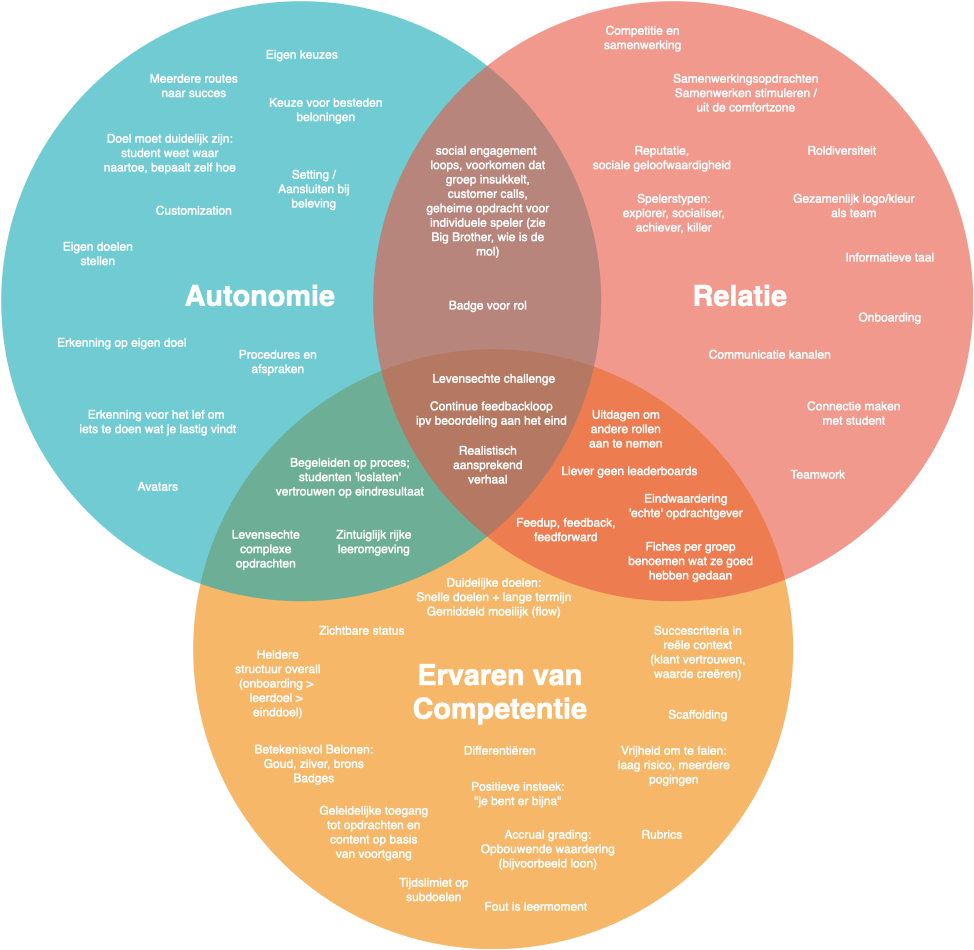 Eigen keuzes
Meerdere routes
naar succes
Keuze voor besteden
beloningen
Doel moet duidelijk zijn:
student weet waar
naartoe, bepaalt zelf hoe
Setting /
Aansluiten bij
beleving
Customization
Eigen doelen
stellen
Autonomie
Erkenning op eigen doel
Procedures en
afspraken
Erkenning voor het lef om
iets te doen wat je lastig vindt
Avatars
social engagement
loops, voorkomen dat
groep insukkelt,
customer calls,
geheime opdracht voor
individuele speler (zie
Big Brother, wie is de
mol)
Badge voor rol
Competitie en
samenwerking
Samenwerkingsopdrachten
Samenwerken stimuleren /
uit de comfortzone
Reputatie,
sociale geloofwaardigheid
Roldiversiteit
Spelerstypen:
explorer, socialiser,
achiever, killer
Gezamenlijk logo/kleur
als team
Informatieve taal
Relatie
Onboarding
Communicatie kanalen
Connectie maken
met student
Teamwork
Levensechte challenge
Continue feedbackloop
ipv beoordeling aan het eind
Realistisch
aansprekend
verhaal
Uitdagen om
andere rollen
aan te nemen
Liever geen leaderboards
Eindwaardering
'echte' opdrachtgever
Feedup, feedback,
feedforward
Fiches per groep
benoemen wat ze goed
hebben gedaan
Begeleiden op proces;
studenten 'loslaten'
vertrouwen op eindresultaat
Levensechte
complexe
opdrachten
Zintuiglijk rijke
leeromgeving
Duidelijke doelen:
Snelle doelen + lange termijn
Gemiddeld moeilijk (flow)
Zichtbare status
Heldere
structuur overall
(onboarding >
leerdoel >
einddoel)
Succescriteria in
reële context
(klant vertrouwen,
waarde creëren)
Ervaren van
Competentie
Scaffolding
Betekenisvol Belonen:
Goud, zilver, brons
Badges
Differentiëren
Vrijheid om te falen:
laag risico, meerdere
pogingen
Positieve insteek:
"je bent er bijna"
Geleidelijke toegang
tot opdrachten en
content op basis
van voortgang
Accrual grading:
Opbouwende waardering
(bijvoorbeeld loon)
Rubrics
Tijdslimiet op
subdoelen
Fout is leermoment